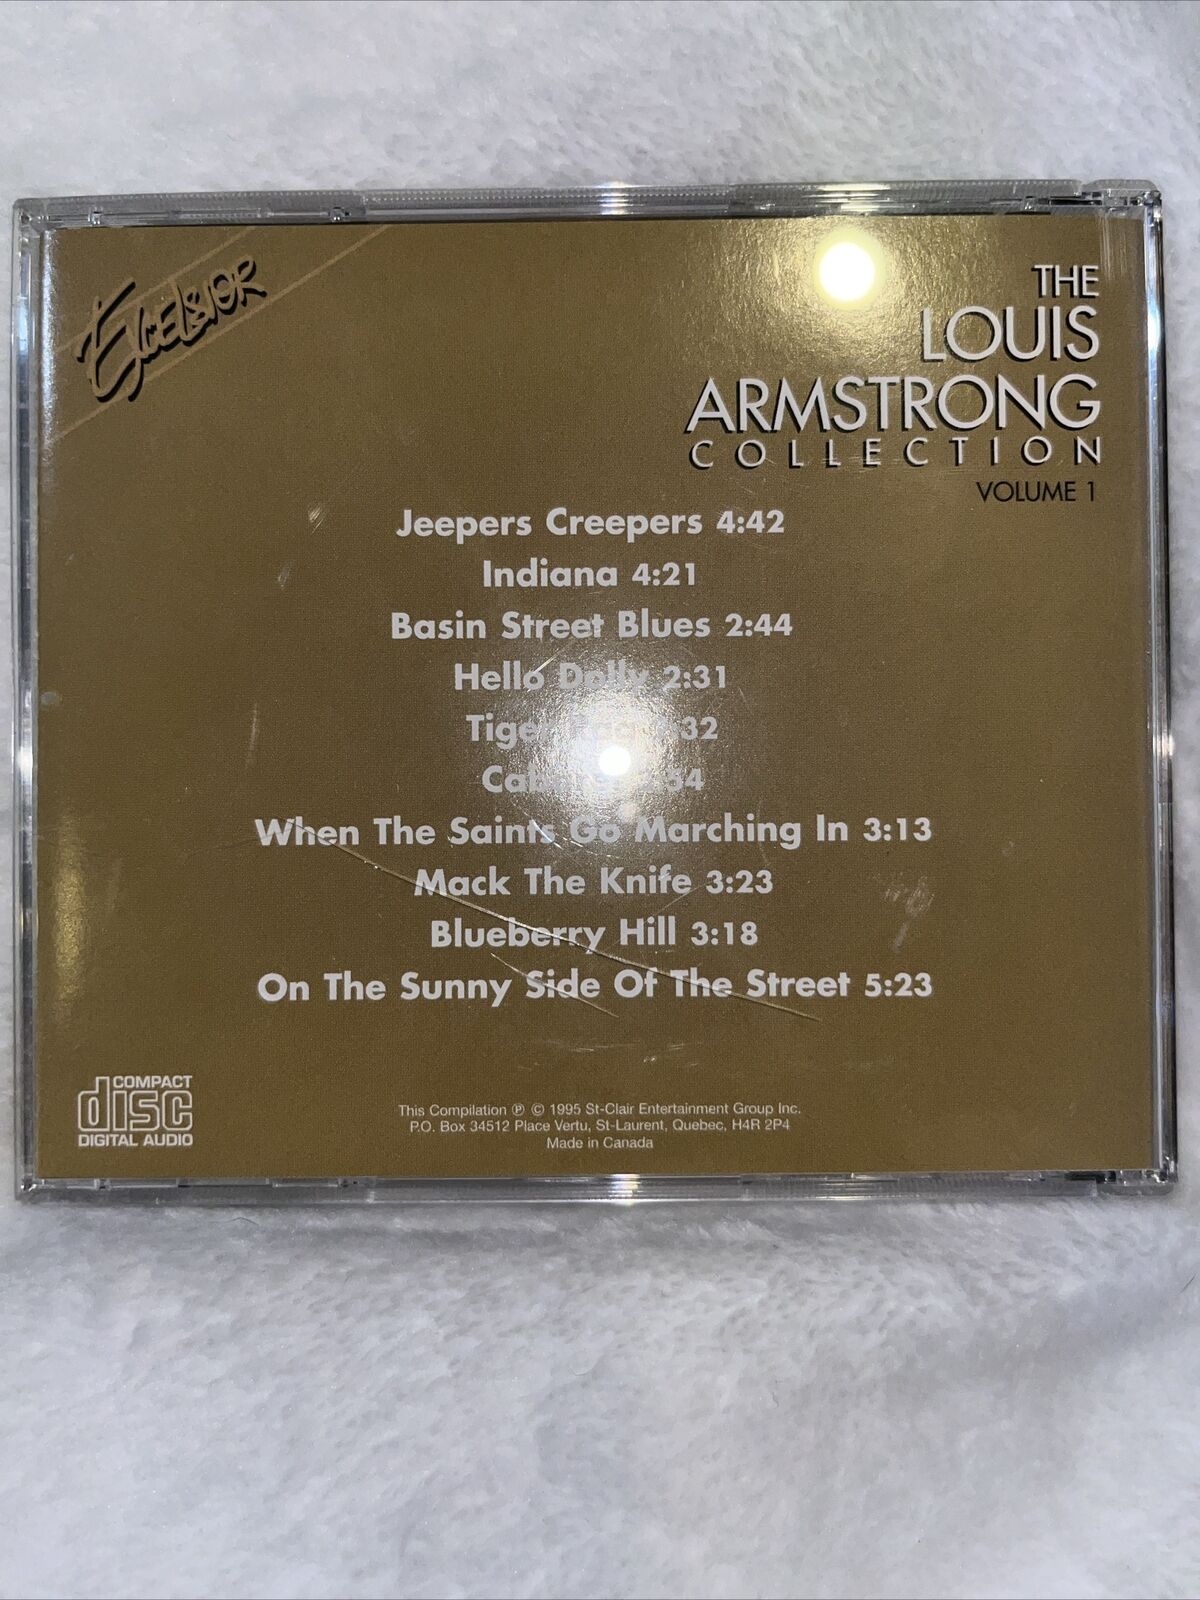 EXCELSIOR
THE
LOUIS
ARMSTRONG
COLLECTION
VOLUME 1
Jeepers Creepers 4:42
Indiana 4:21
Basin Street Blues 2:44
Hello Dolly 2:31
When The Saints Go Marching In 3:13
Mack The Knife 3:23
Blueberry Hill 3:18
On The Sunny Side Of The Street 5:23
COMPACT
disc
DIGITAL AUDIO
This Compilation ℗ © 1995 St-Clair Entertainment Group Inc.
P.O. Box 34512 Place Vertu, St-Laurent, Quebec, H4R 2P4
Made in Canada